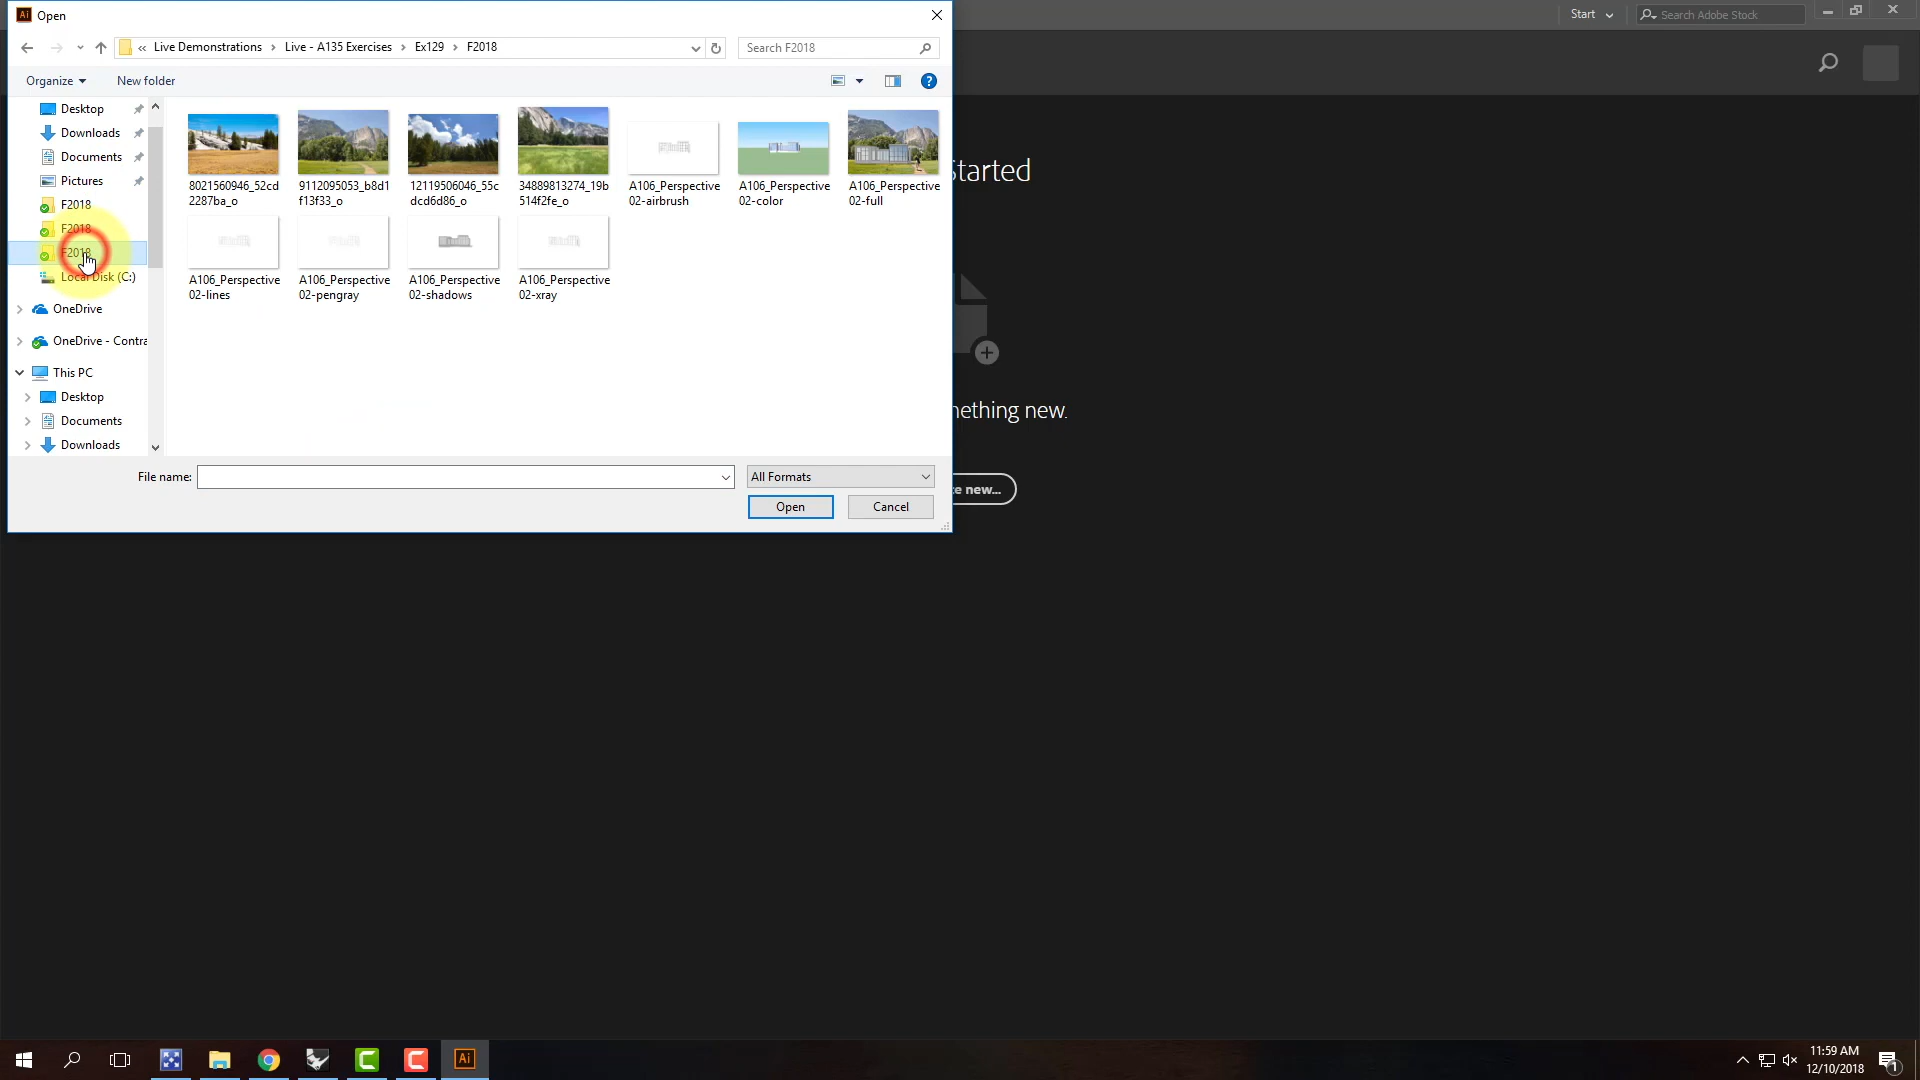 Ai Open
Start
Search Adobe Stock
« Live Demonstrations › Live - A135 Exercises › Ex129 › F2018
Search F2018
Organize
New folder
?
Desktop
Downloads
Documents
Pictures
F2018
F2018
F2018
Local Disk (C:)
OneDrive
OneDrive - Contra
This PC
Desktop
Documents
Downloads
8021560946_52cd
2287ba_o
9112095053_b8d1
f13f33_o
12119506046_55c
dcd6d86_o
34889813274_19b
514f2fe_o
A106_Perspective
02-airbrush
A106_Perspective
02-color
A106_Perspective
02-full
A106_Perspective
02-lines
A106_Perspective
02-pengray
A106_Perspective
02-shadows
A106_Perspective
02-xray
Started
nething new.
e new...
File name:
All Formats
Open
Cancel
Ai
11:59 AM
12/10/2018
1